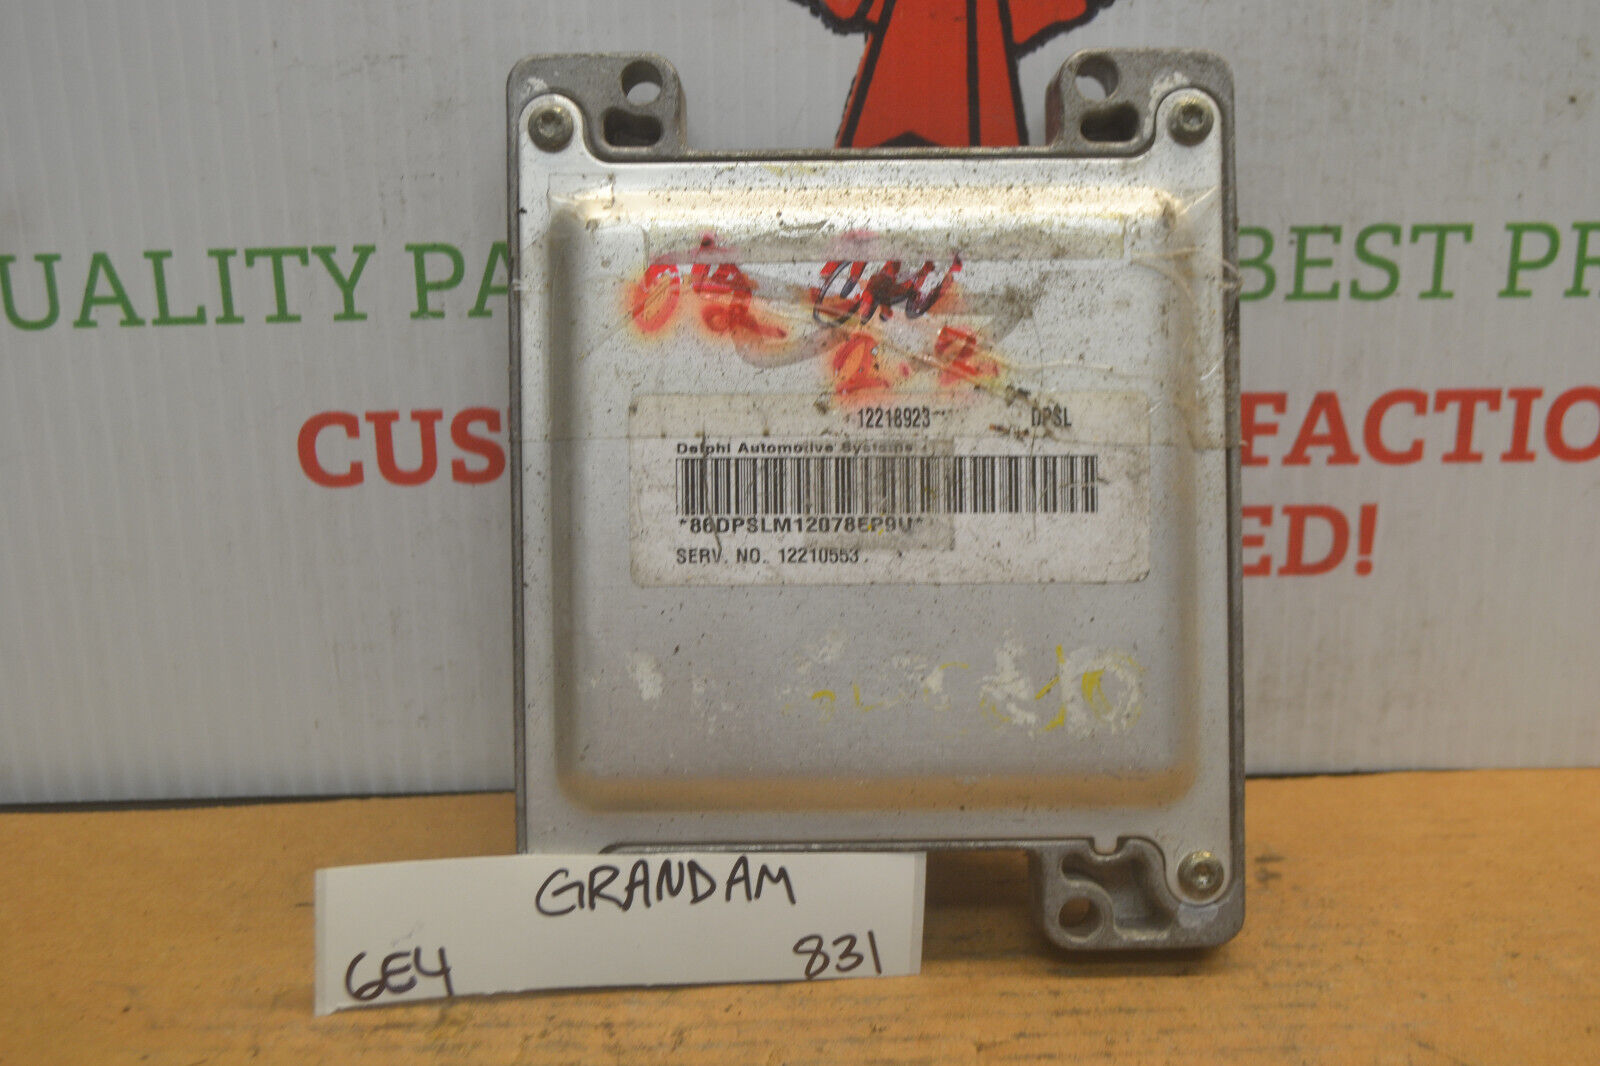 UALITY PA BEST PR
CUS FACTIO
ED!
12218923 DPSL
Delphi Automotive Systems
*86DPSLM12078EP9U*
SERV. NO. 12210553
GRANDAM
6E4 831